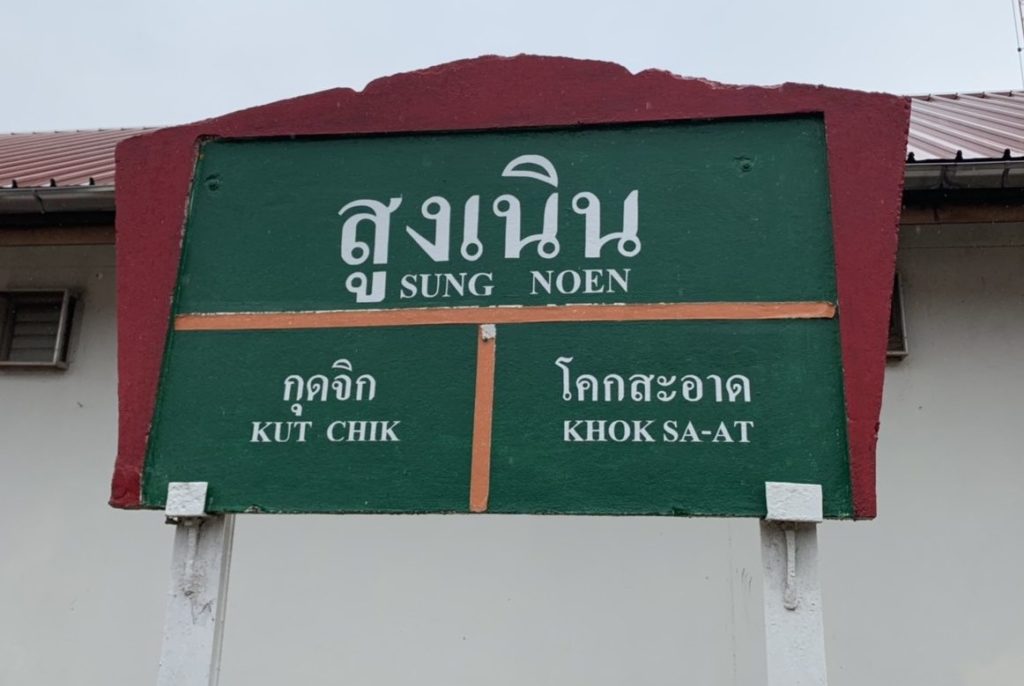 สูงเนิน
SUNG NOEN
กุดจิก
KUT CHIK
โคกสะอาด
KHOK SA-AT